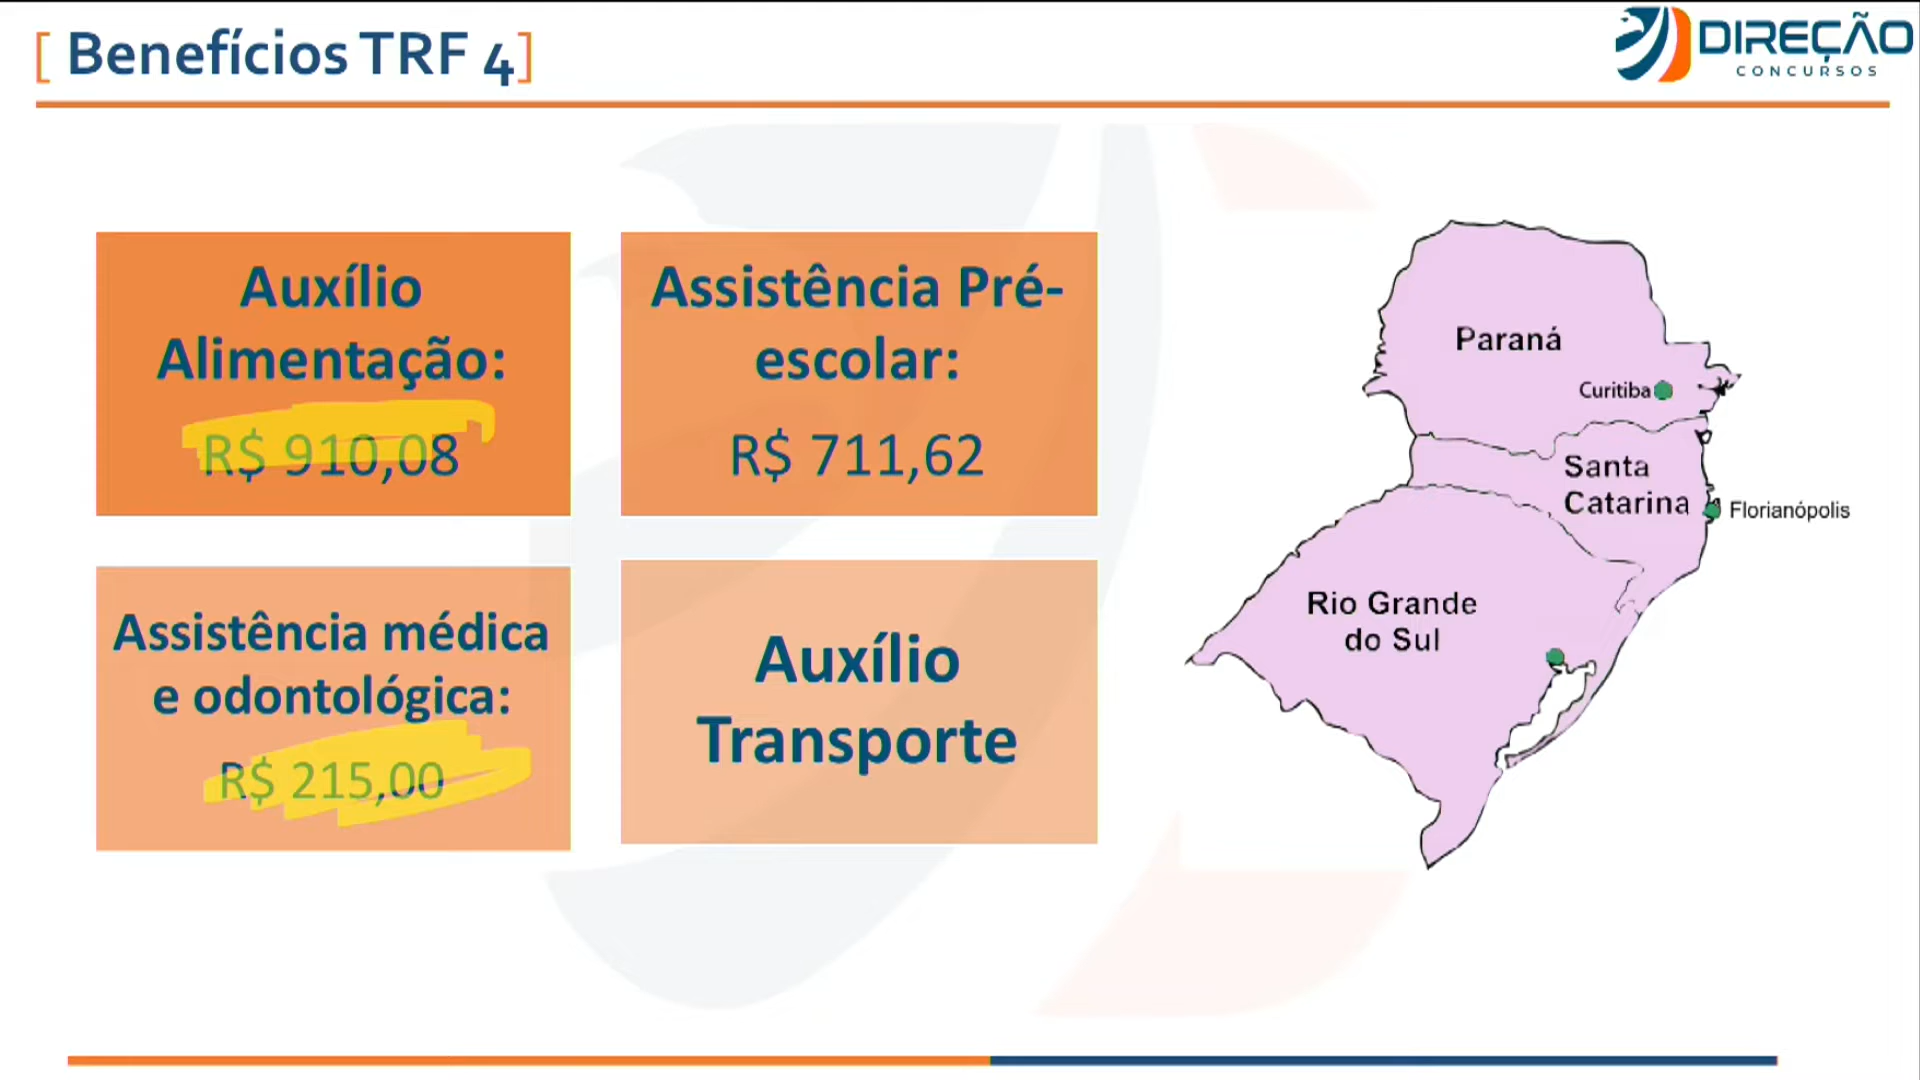 [ Benefícios TRF 4]
DIREÇÃO
CONCURSOS
Auxílio
Alimentação:
R$ 910,08
Assistência Pré-
escolar:
R$ 711,62
Assistência médica
e odontológica:
R$ 215,00
Auxílio
Transporte
Paraná
Curitiba
Santa
Catarina
Florianópolis
Rio Grande
do Sul